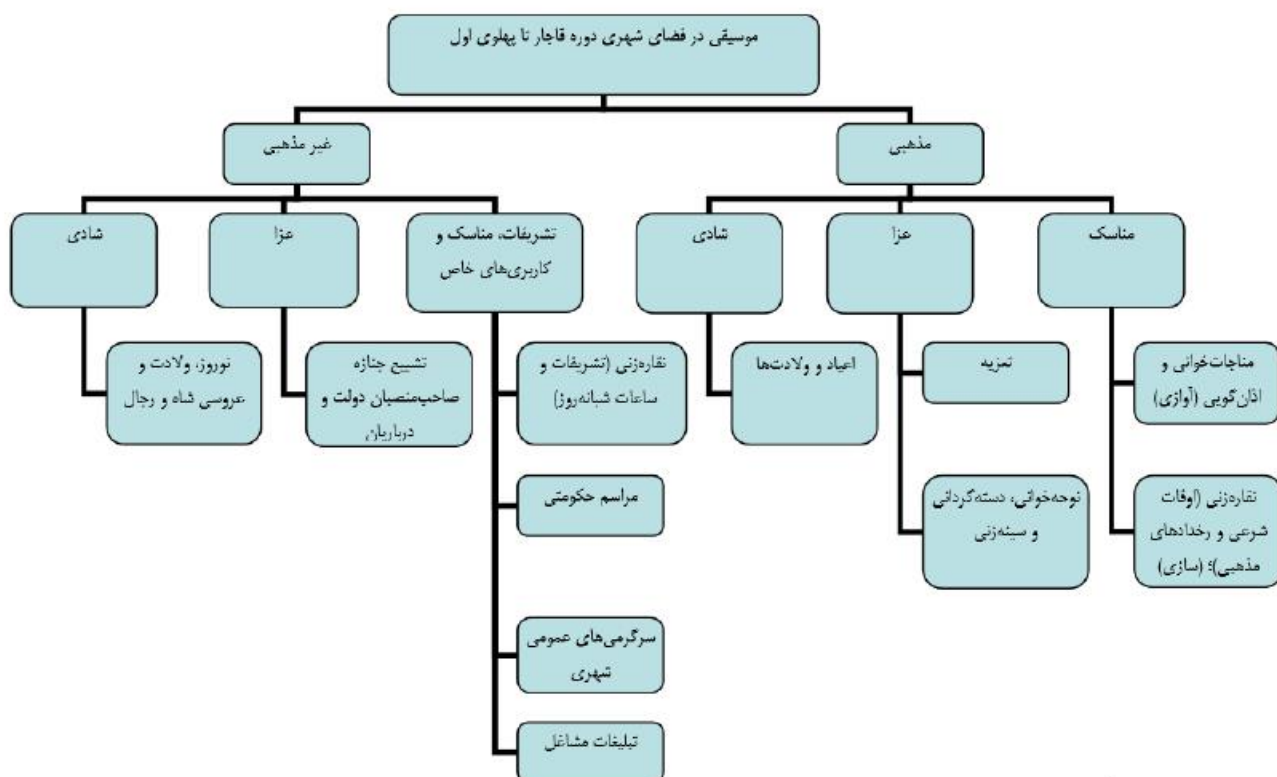 موسیقی در فضای شهری دوره قاجار تا پهلوی اول
مذهبی
غیر مذهبی
مناسک
عزا
شادی
تشریفات، مناسک و
کاربری‌های خاص
عزا
شادی
مناجات‌خوانی و
اذان‌گویی (آوازی)
تعزیه
اعیاد و ولادت‌ها
نقاره‌زنی (تشریفات و
ساعات شبانه‌روز)
تشییع جنازه
صاحب‌منصبان دولت و
درباریان
نوروز، ولادت و
عروسی شاه و رجال
نقاره‌زنی (اوقات
شرعی و رخدادهای
مذهبی)؛ (سازی)
نوحه‌خوانی، دسته‌گردانی
و سینه‌زنی
مراسم حکومتی
سرگرمی‌های عمومی
شهری
تبلیغات مشاغل